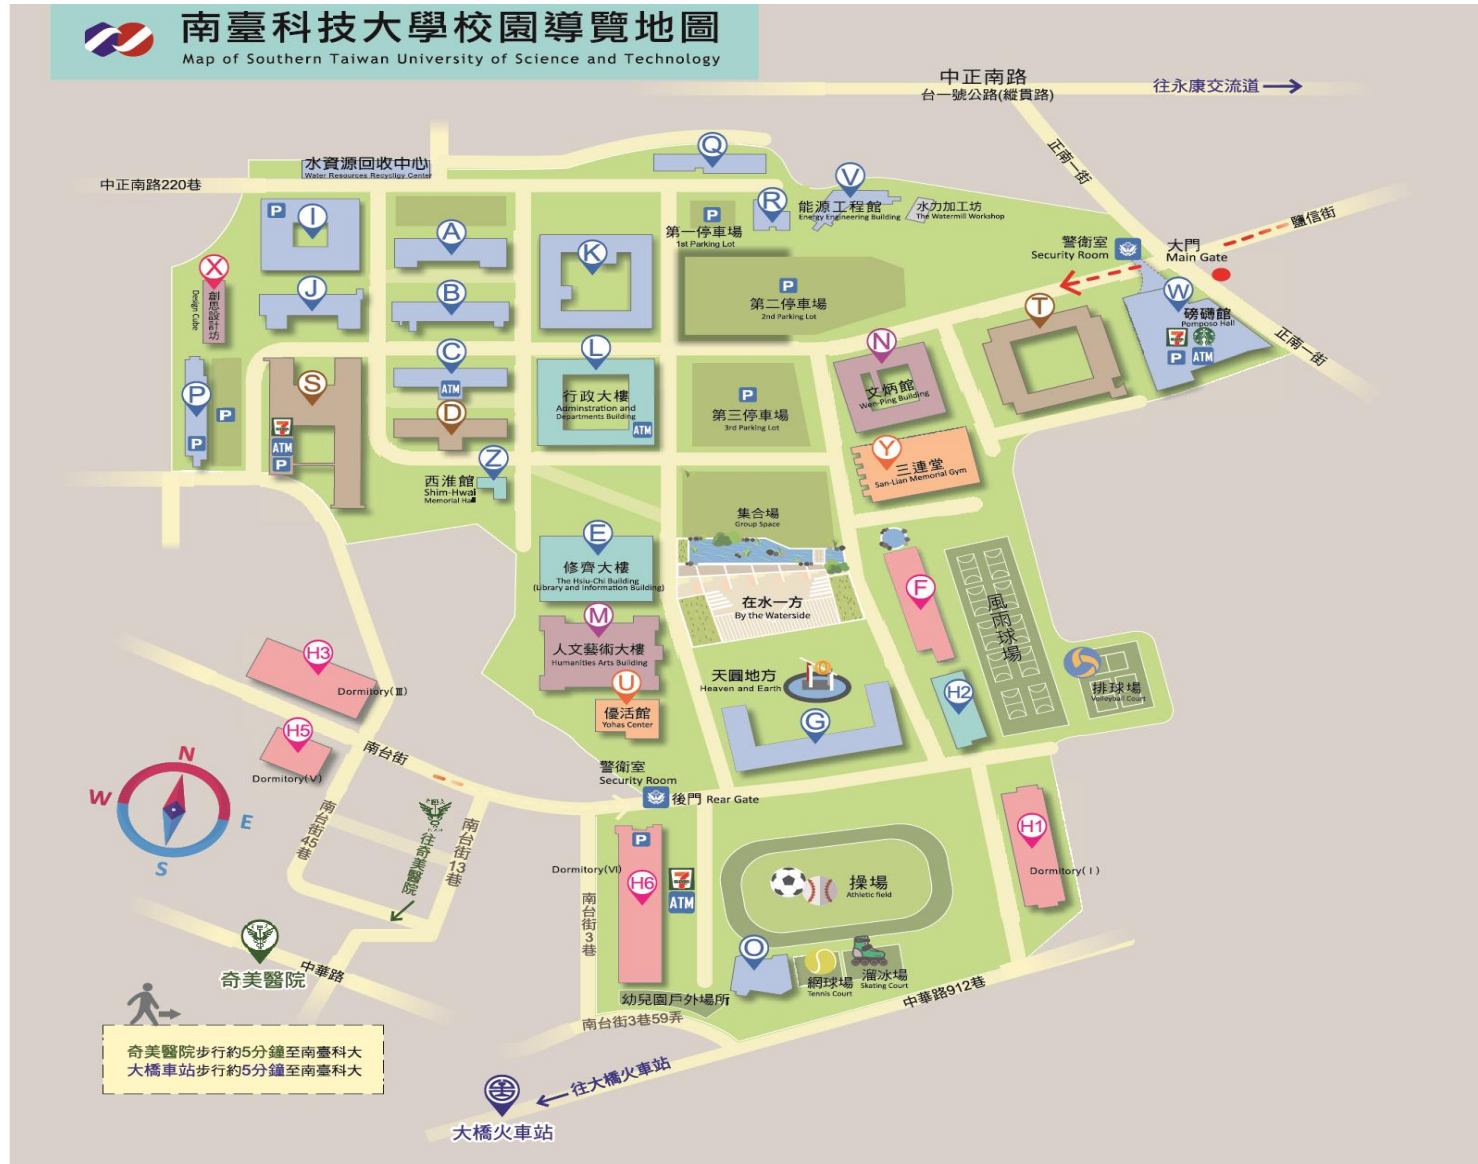 南臺科技大學校園導覽地圖
Map of Southern Taiwan University of Science and Technology
中正南路
台一號公路(縱貫路)
往永康交流道
正南一街
鹽信街
中正南路220巷
水資源回收中心
Water Resources Recycligy Center
Q
V
R
能源工程館
Energy Engineering Building
水力加工坊
The Watermill Workshop
警衛室
Security Room
大門
Main Gate
P
I
A
K
P
第一停車場
1st Parking Lot
X
創思設計坊
Design Cube
J
B
P
第二停車場
2nd Parking Lot
T
W
磅礴館
Pomposo Hall
7
ELEVEN
P
ATM
正南一街
N
文炳館
Wen-Ping Building
P
P
P
S
7
ELEVEN
ATM
P
C
ATM
D
L
行政大樓
Adminstration and
Departments Building
ATM
P
第三停車場
3rd Parking Lot
Y
三連堂
San-Lian Memorial Gym
Z
西淮館
Shim-Hwai
Memorial Hall
集合場
Group Space
E
修齊大樓
The Hsiu-Chi Building
(Library and Information Building)
在水一方
By the Waterside
F
風雨球場
M
人文藝術大樓
Humanities Arts Building
U
優活館
Yohas Center
天圓地方
Heaven and Earth
G
H2
排球場
Volleyball Court
H3
Dormitory(Ⅲ)
H5
Dormitory(Ⅴ)
南台街
N
W
E
S
警衛室
Security Room
後門 Rear Gate
南台街45巷
往奇美醫院
南台街13巷
P
Dormitory(Ⅵ)
H6
7
ELEVEN
ATM
南台街3巷
操場
Athletic field
H1
Dormitory(Ⅰ)
O
網球場
Tennis Court
溜冰場
Skating Court
奇美醫院
中華路
幼兒園戶外場所
南台街3巷59弄
中華路912巷
奇美醫院步行約5分鐘至南臺科大
大橋車站步行約5分鐘至南臺科大
往大橋火車站
大橋火車站